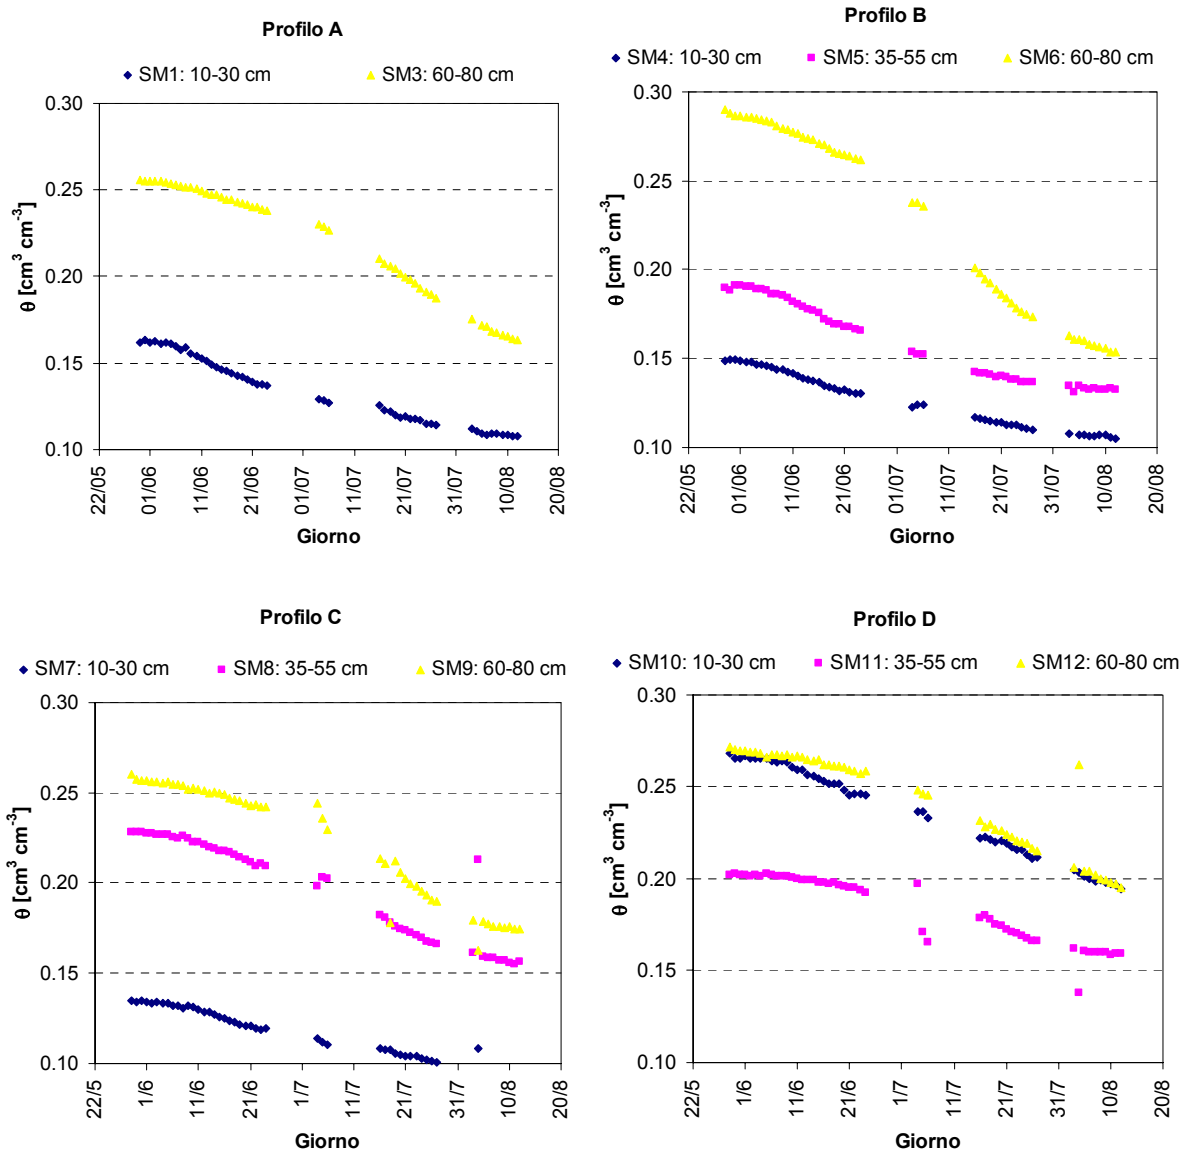 Profilo A
SM1: 10-30 cm SM3: 60-80 cm
0.30
0.25
0.20
0.15
0.10
θ [cm³ cm⁻³]
22/05 01/06 11/06 21/06 01/07 11/07 21/07 31/07 10/08 20/08
Giorno
Profilo B
SM4: 10-30 cm SM5: 35-55 cm SM6: 60-80 cm
0.30
0.25
0.20
0.15
0.10
θ [cm³ cm⁻³]
22/05 01/06 11/06 21/06 01/07 11/07 21/07 31/07 10/08 20/08
Giorno
Profilo C
SM7: 10-30 cm SM8: 35-55 cm SM9: 60-80 cm
0.30
0.25
0.20
0.15
0.10
θ [cm³ cm⁻³]
22/5 1/6 11/6 21/6 1/7 11/7 21/7 31/7 10/8 20/8
Giorno
Profilo D
SM10: 10-30 cm SM11: 35-55 cm SM12: 60-80 cm
0.30
0.25
0.20
0.15
0.10
θ [cm³ cm⁻³]
22/5 1/6 11/6 21/6 1/7 11/7 21/7 31/7 10/8 20/8
Giorno